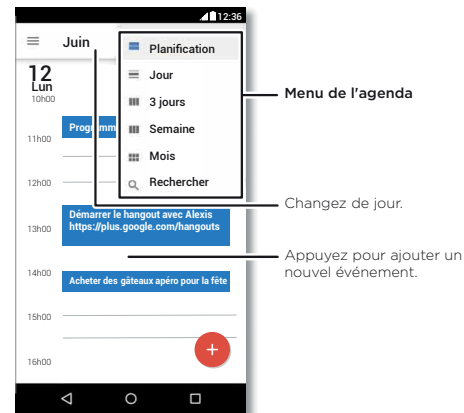 12:36
Juin
Planification
Jour
3 jours
Semaine
Mois
Rechercher
Menu de l'agenda
12
Lun
10h00
11h00
12h00
13h00
14h00
15h00
16h00
Progr mm
Démarrer le hangout avec Alexis
https://plus.google.com/hangouts
Acheter des gâteaux apéro pour la fête
Changez de jour.
Appuyez pour ajouter un
nouvel événement.